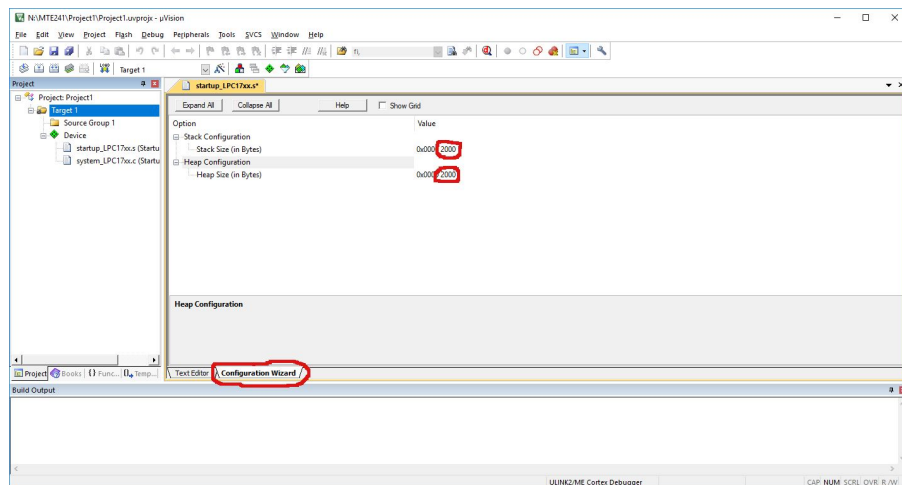 N:\MTE241\Project1\Project1.uvprojx - µVision
File Edit View Project Flash Debug Peripherals Tools SVCS Window Help
Target 1
Project
startup_LPC17xx.s*
Project: Project1
Target 1
Source Group 1
Device
startup_LPC17xx.s (Startu
system_LPC17xx.c (Startu
Expand All Collapse All Help Show Grid
Option Value
Stack Configuration
Stack Size (in Bytes) 0x000 2000
Heap Configuration
Heap Size (in Bytes) 0x000 2000
Heap Configuration
Project Books {} Func... Temp...
Text Editor Configuration Wizard
Build Output
ULINK2/ME Cortex Debugger CAP NUM SCRL OVR R/W